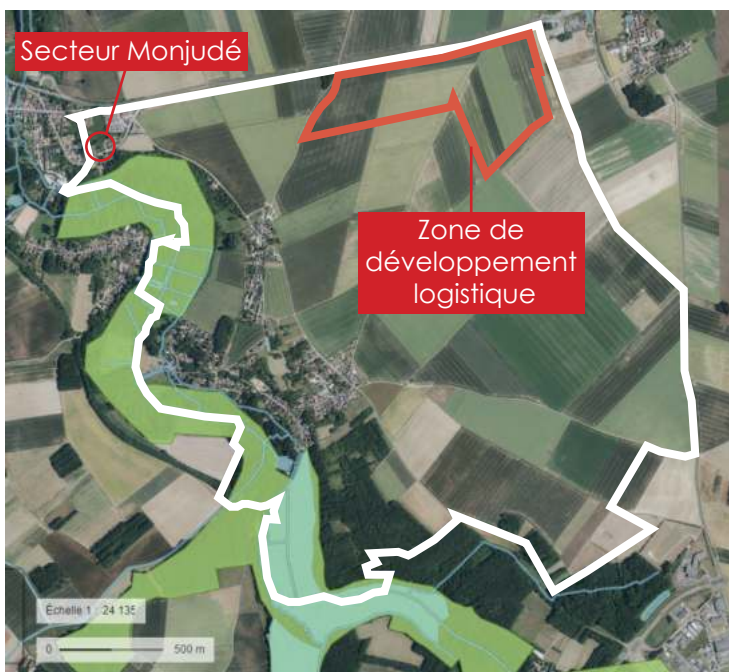 Secteur Monjudé
Zone de
développement
logistique
Échelle 1 : 24 135
0 500 m